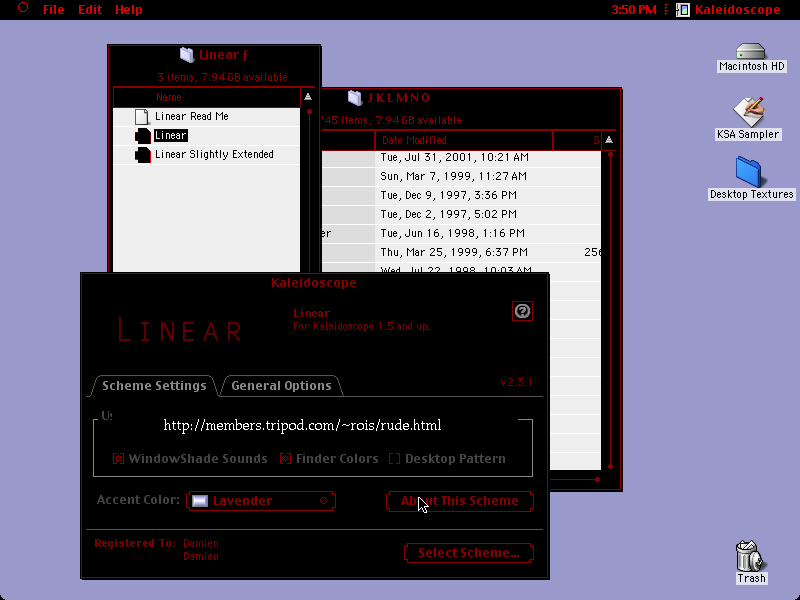 File Edit Help
3:50 PM Kaleidoscope
Linear ƒ
3 items, 7.94 GB available
Name
Linear Read Me
Linear
Linear Slightly Extended
J K L M N O
45 items, 7.94 GB available
Date Modified S
Tue, Jul 31, 2001, 10:21 AM
Sun, Mar 7, 1999, 11:27 AM
Tue, Dec 9, 1997, 3:36 PM
Tue, Dec 2, 1997, 5:02 PM
er Tue, Jun 16, 1998, 1:16 PM
Thu, Mar 25, 1999, 6:37 PM 256
Wed, Jul 22, 1998, 10:03 AM
Macintosh HD
KSA Sampler
Desktop Textures
Kaleidoscope
LINEAR
Linear
For Kaleidoscope 1.5 and up.
Scheme Settings General Options
v2.3.1
Us
http://members.tripod.com/~rois/rude.html
WindowShade Sounds Finder Colors Desktop Pattern
Accent Color: Lavender About This Scheme
Registered To: Damien
Damien
Select Scheme...
Trash